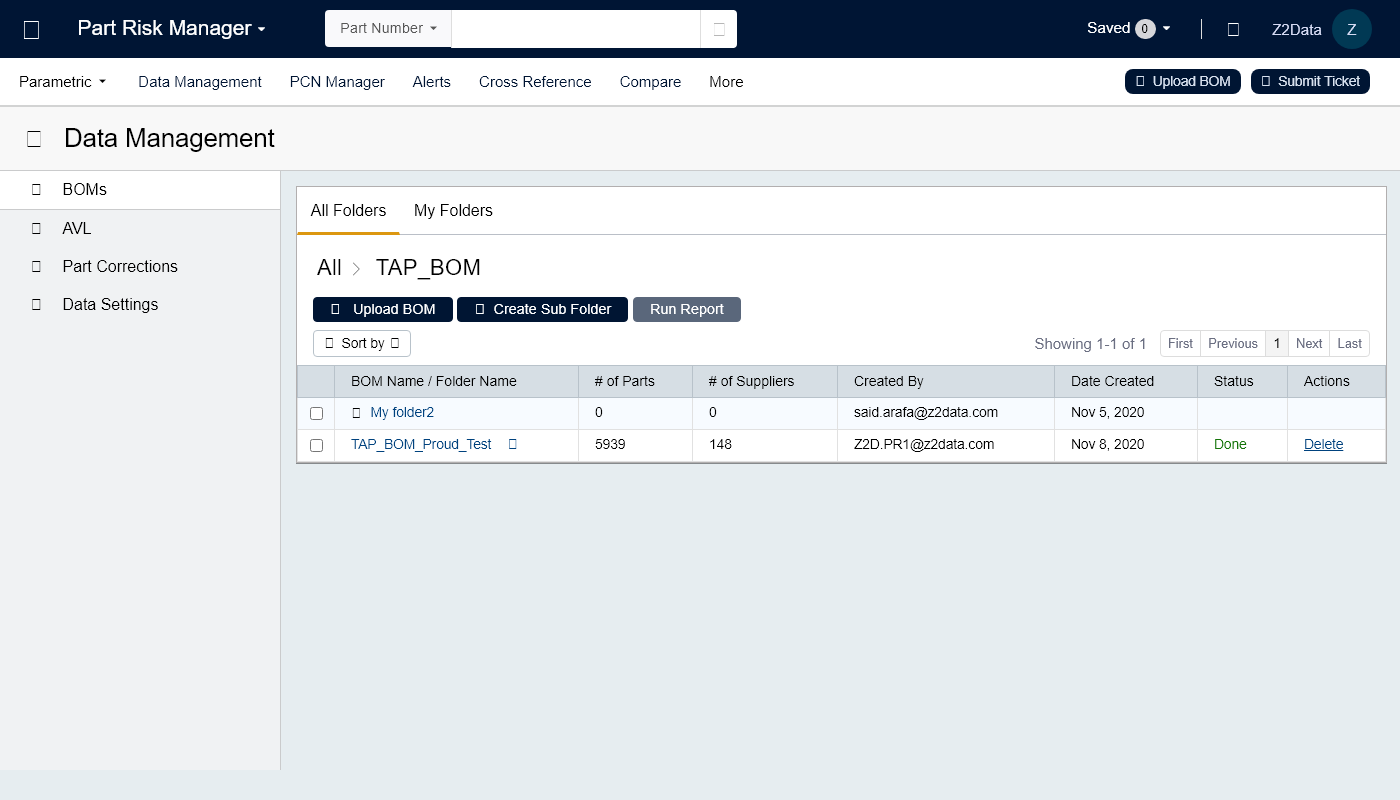 Part Risk Manager
Part Number
Saved 0
Z2Data Z
Parametric Data Management PCN Manager Alerts Cross Reference Compare More
Upload BOM Submit Ticket
Data Management
BOMs
AVL
Part Corrections
Data Settings
All Folders My Folders
All TAP_BOM
Upload BOM Create Sub Folder Run Report
Sort by
Showing 1-1 of 1 First Previous 1 Next Last
BOM Name / Folder Name # of Parts # of Suppliers Created By Date Created Status Actions
My folder2 0 0 said.arafa@z2data.com Nov 5, 2020
TAP_BOM_Proud_Test 5939 148 Z2D.PR1@z2data.com Nov 8, 2020 Done Delete